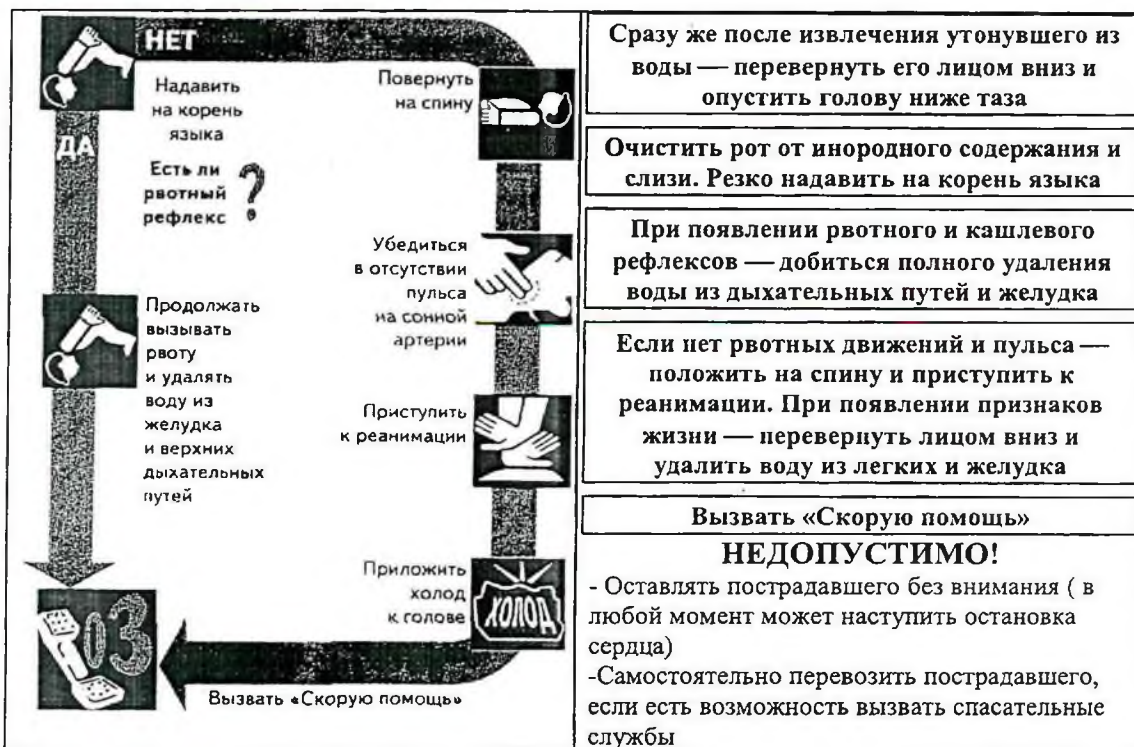 НЕТ
Надавить
на корень
языка
ДА
Есть ли
рвотный
рефлекс ?
Продолжать
вызывать
рвоту
и удалять
воду из
желудка
и верхних
дыхательных
путей
03
Повернуть
на спину
Убедиться
в отсутствии
пульса
на сонной
артерии
Приступить
к реанимации
Приложить
холод
к голове
ХОЛОД
Вызвать «Скорую помощь»
Сразу же после извлечения утонувшего из
воды — перевернуть его лицом вниз и
опустить голову ниже таза
Очистить рот от инородного содержания и
слизи. Резко надавить на корень языка
При появлении рвотного и кашлевого
рефлексов — добиться полного удаления
воды из дыхательных путей и желудка
Если нет рвотных движений и пульса —
положить на спину и приступить к
реанимации. При появлении признаков
жизни — перевернуть лицом вниз и
удалить воду из легких и желудка
Вызвать «Скорую помощь»
НЕДОПУСТИМО!
- Оставлять пострадавшего без внимания ( в
любой момент может наступить остановка
сердца)
-Самостоятельно перевозить пострадавшего,
если есть возможность вызвать спасательные
службы